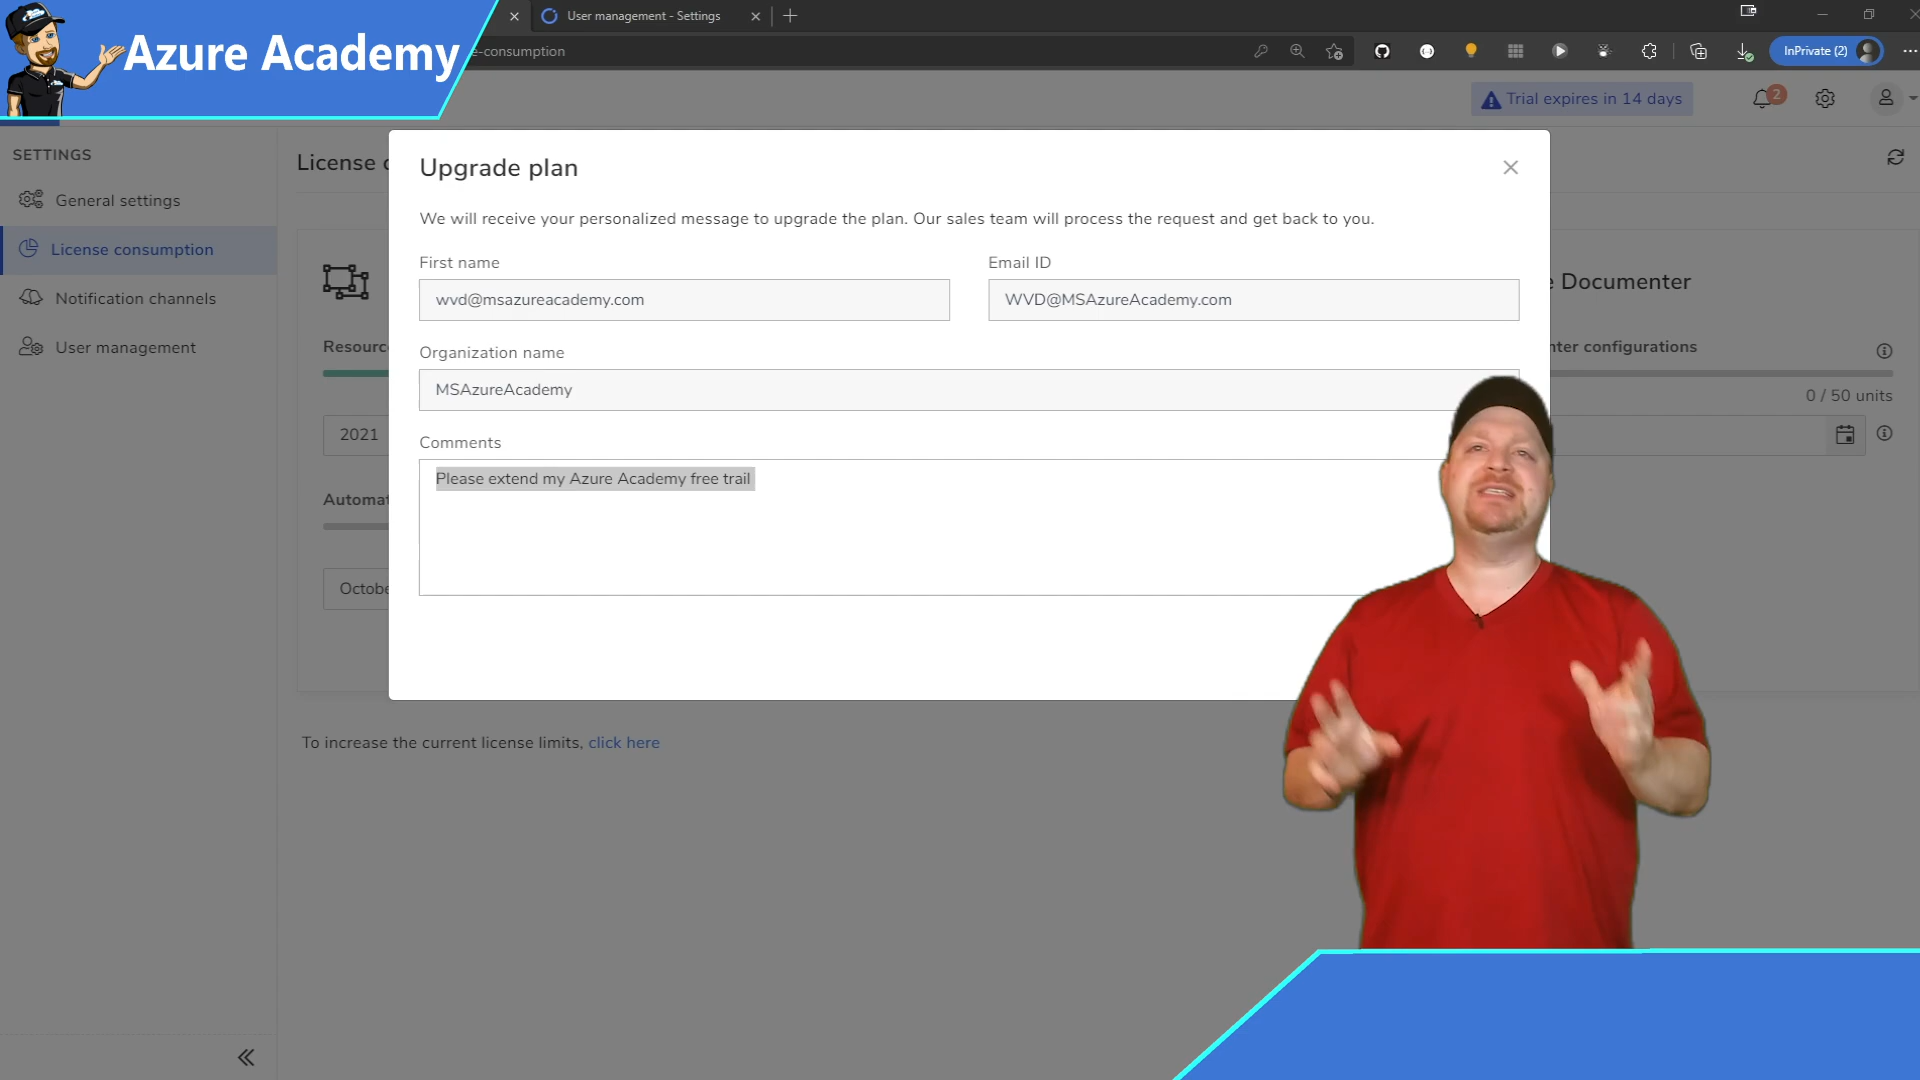 Azure Academy
User management - Settings
e-consumption
InPrivate (2)
Trial expires in 14 days
2
SETTINGS
General settings
License consumption
Notification channels
User management
License
Upgrade plan
We will receive your personalized message to upgrade the plan. Our sales team will process the request and get back to you.
First name
Email ID
wvd@msazureacademy.com
WVD@MSAzureAcademy.com
Organization name
MSAzureAcademy
Comments
Please extend my Azure Academy free trail
Documenter
Resourc
nter configurations
0 / 50 units
2021
Automat
Octobe
To increase the current license limits, click here